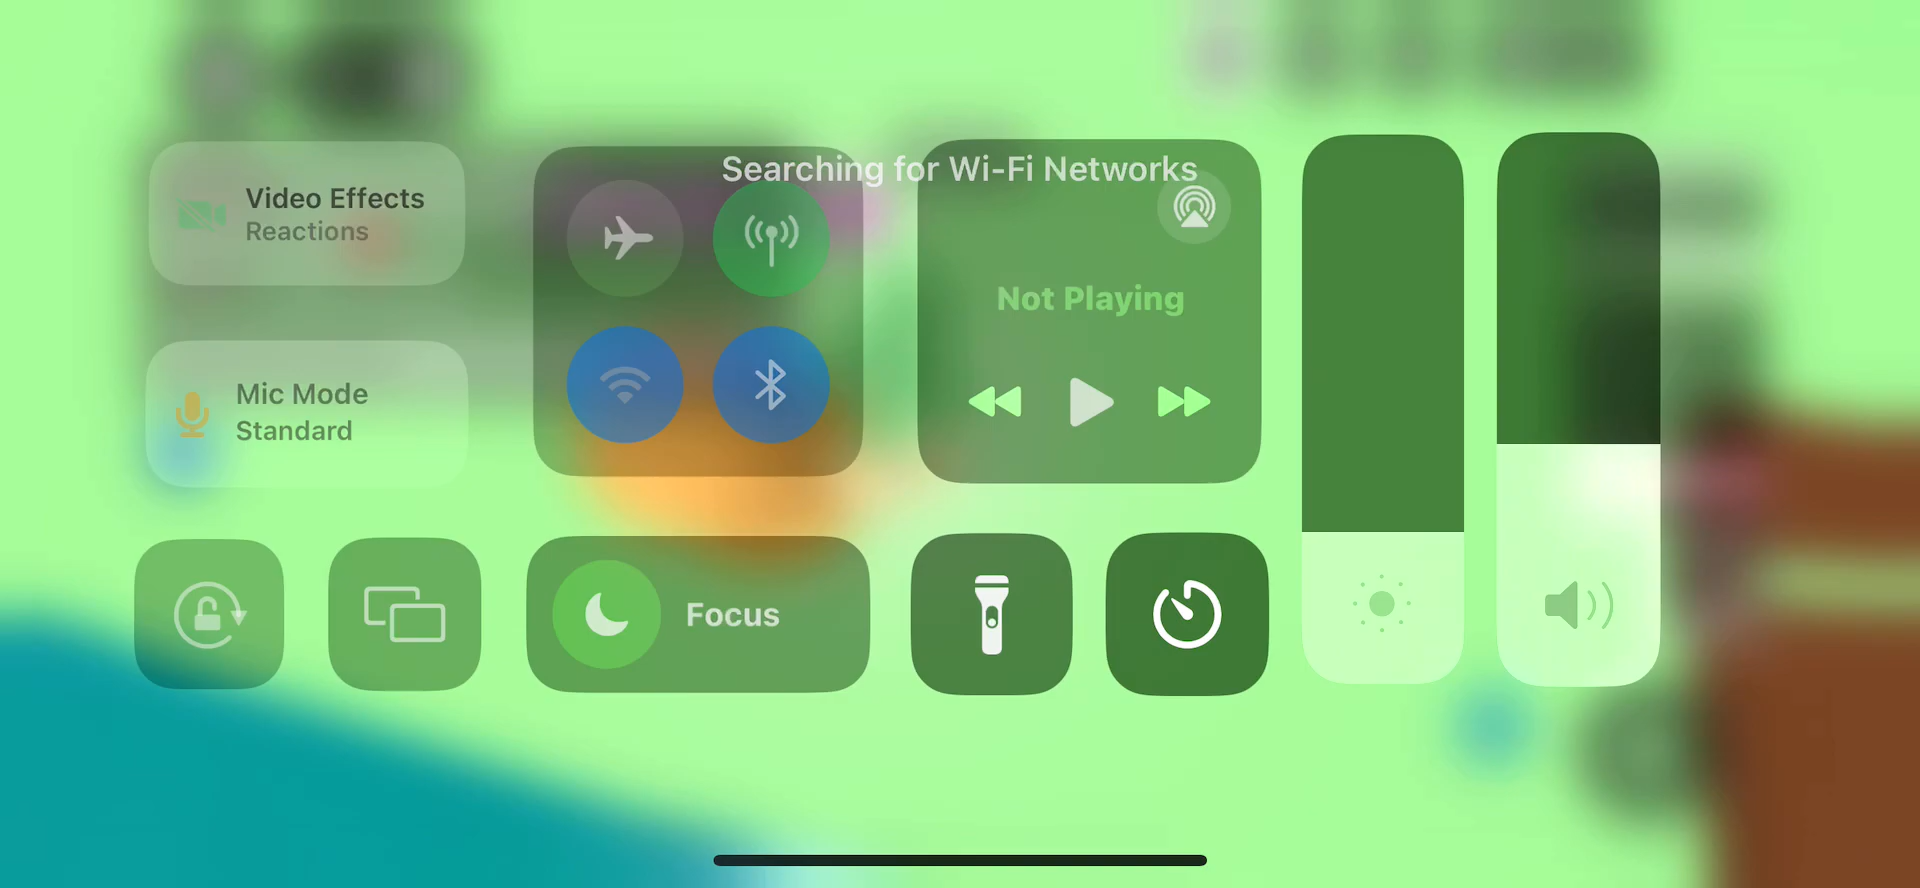 Searching for Wi-Fi Networks
Video Effects
Reactions
Mic Mode
Standard
Not Playing
Focus